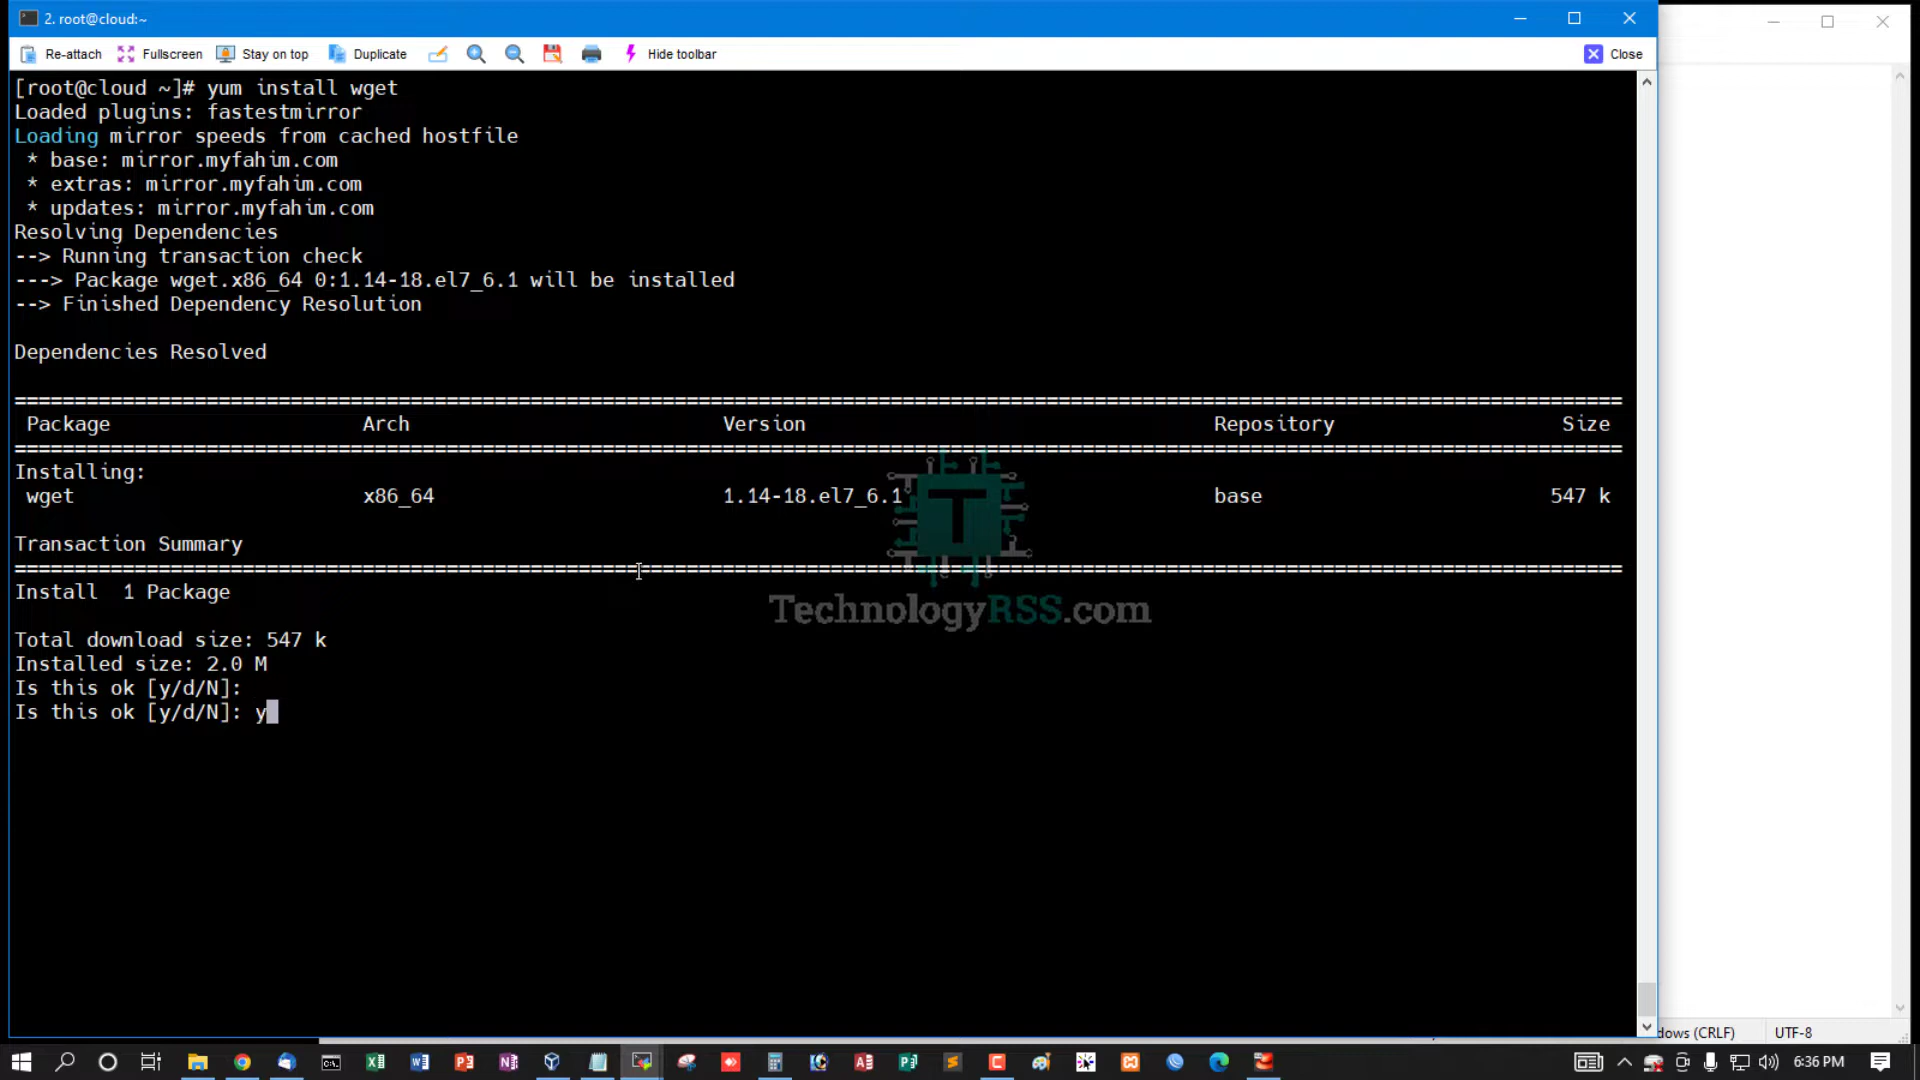 2. root@cloud:~
Re-attach Fullscreen Stay on top Duplicate Hide toolbar Close
[root@cloud ~]# yum install wget
Loaded plugins: fastestmirror
Loading mirror speeds from cached hostfile
 * base: mirror.myfahim.com
 * extras: mirror.myfahim.com
 * updates: mirror.myfahim.com
Resolving Dependencies
--> Running transaction check
---> Package wget.x86_64 0:1.14-18.el7_6.1 will be installed
--> Finished Dependency Resolution
Dependencies Resolved
Package Arch Version Repository Size
Installing:
wget x86_64 1.14-18.el7_6.1 base 547 k
Transaction Summary
Install  1 Package
TechnologyRSS.com
Total download size: 547 k
Installed size: 2.0 M
Is this ok [y/d/N]:
Is this ok [y/d/N]: y
(CRLF) UTF-8
6:36 PM